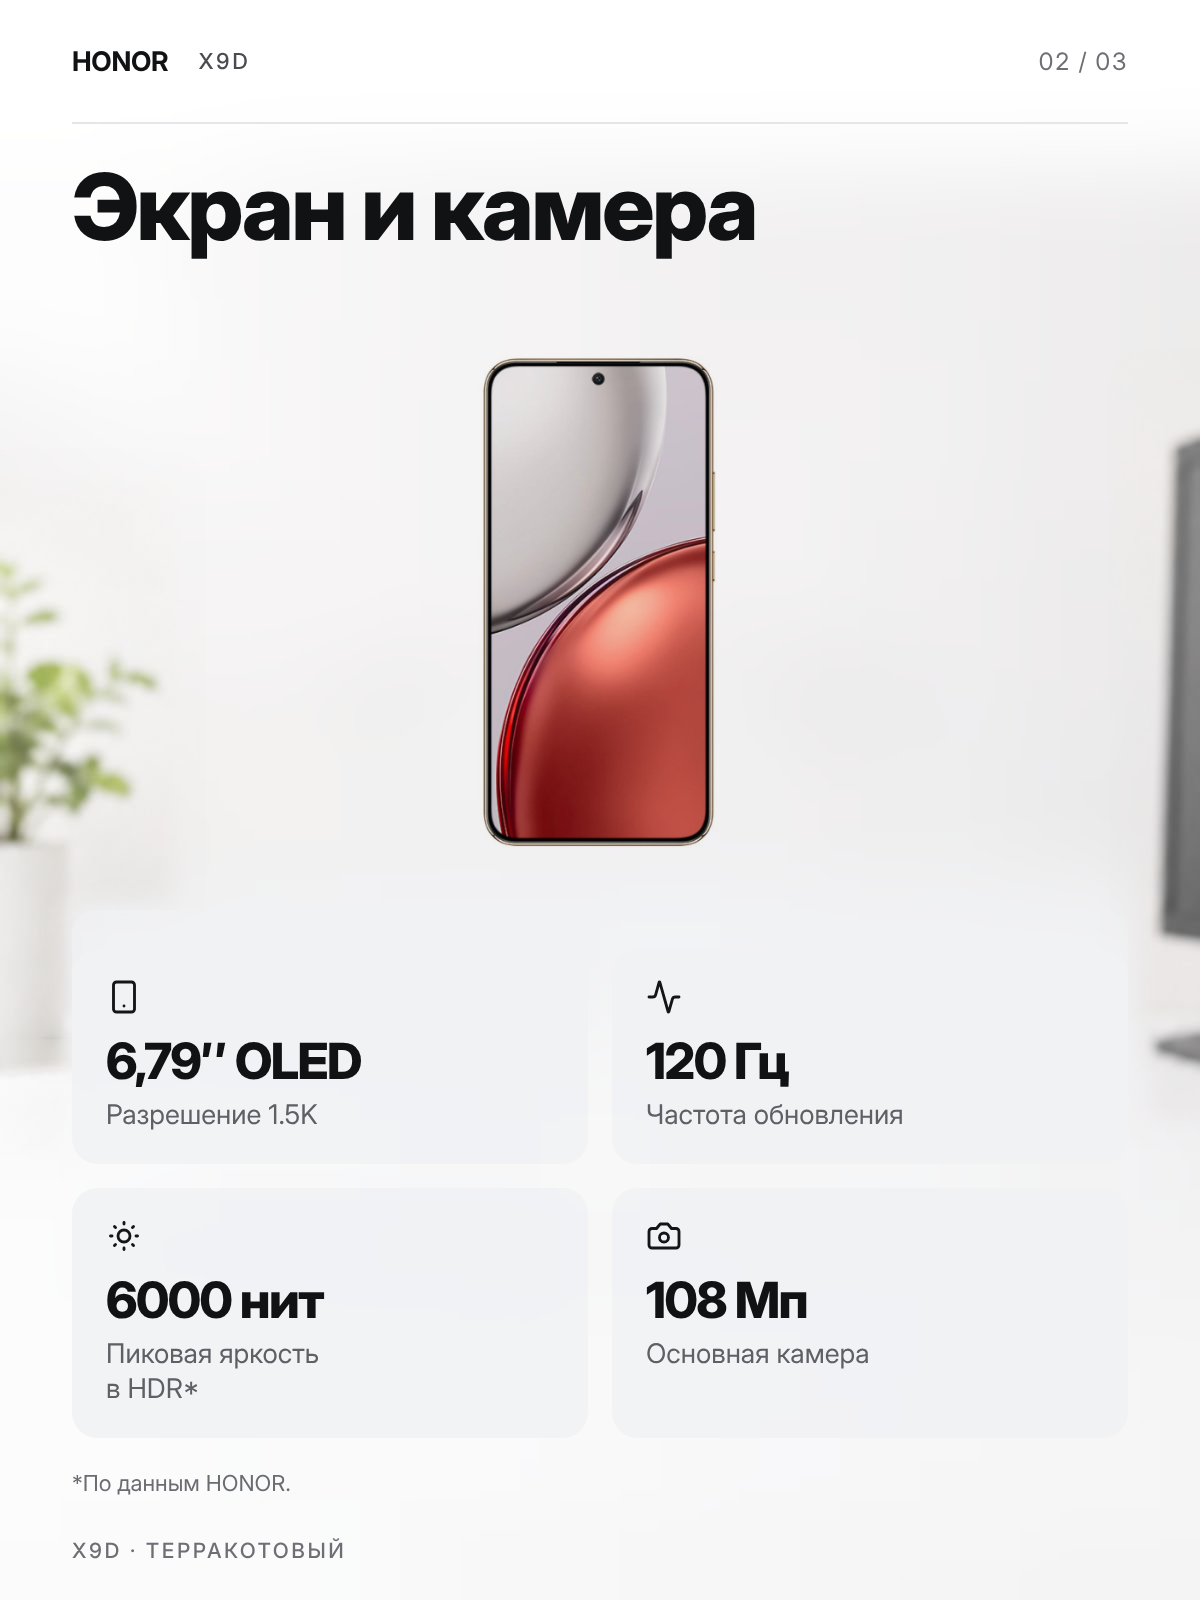 HONOR X9D 02 / 03
Экран и камера
6,79″ OLED
Разрешение 1.5K
120 Гц
Частота обновления
6000 нит
Пиковая яркость
в HDR*
108 Мп
Основная камера
*По данным HONOR.
X9D · ТЕРРАКОТОВЫЙ